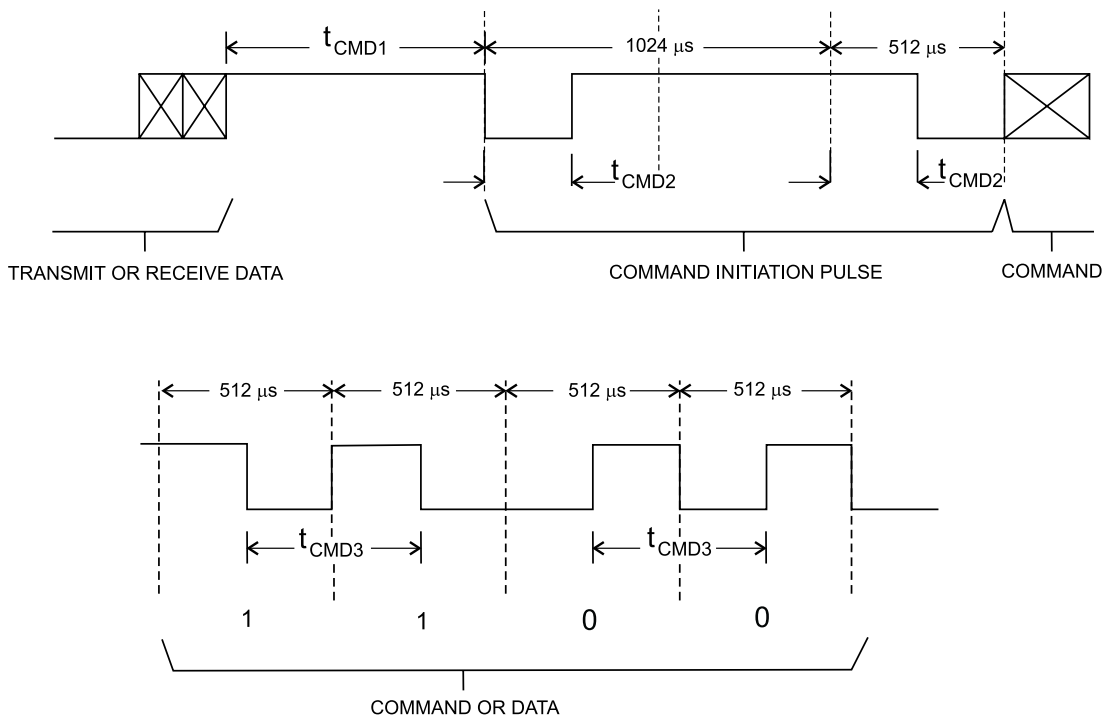 tCMD1
1024 μs
512 μs
tCMD2
tCMD2
TRANSMIT OR RECEIVE DATA
COMMAND INITIATION PULSE
COMMAND
512 μs
512 μs
512 μs
512 μs
tCMD3
tCMD3
1
1
0
0
COMMAND OR DATA